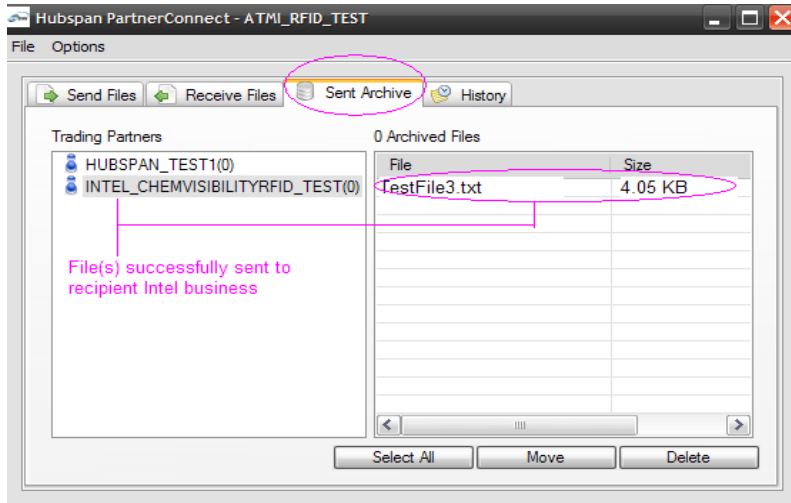 Hubspan PartnerConnect - ATMI_RFID_TEST
File Options
Send Files Receive Files Sent Archive History
Trading Partners 0 Archived Files
HUBSPAN_TEST1(0) File Size
INTEL_CHEMVISIBILITYRFID_TEST(0) TestFile3.txt 4.05 KB
File(s) successfully sent to
recipient Intel business
Select All Move Delete